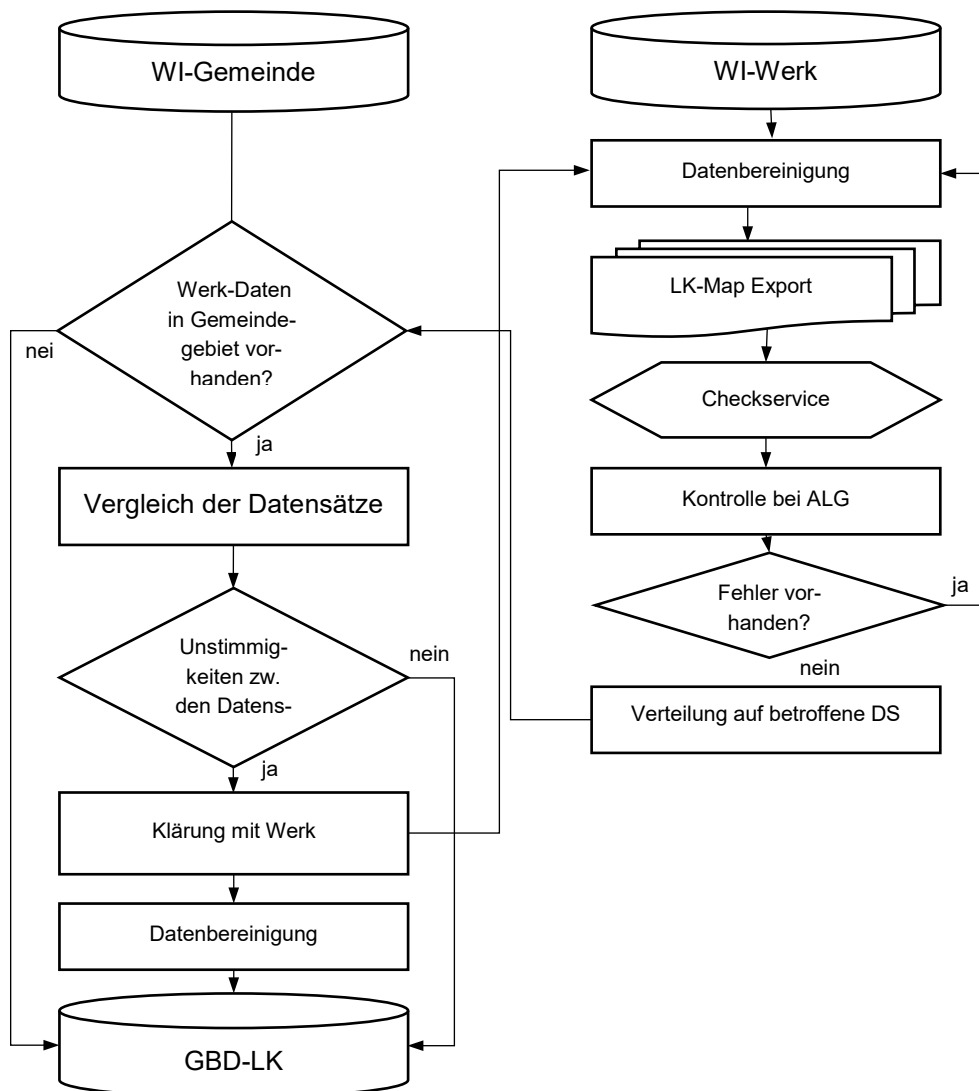 WI-Gemeinde
Werk-Daten
in Gemeinde-
gebiet vor-
handen?
nei
ja
Vergleich der Datensätze
Unstimmig-
keiten zw.
den Datens-
nein
ja
Klärung mit Werk
Datenbereinigung
GBD-LK
WI-Werk
Datenbereinigung
LK-Map Export
Checkservice
Kontrolle bei ALG
Fehler vor-
handen?
ja
nein
Verteilung auf betroffene DS